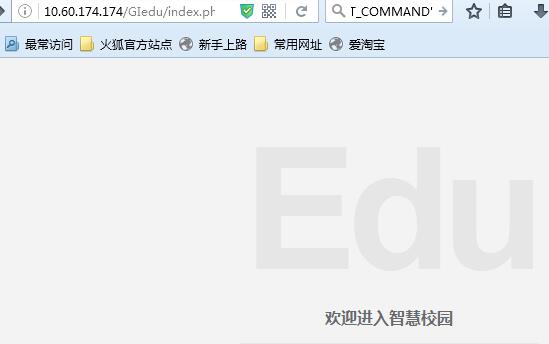 10.60.174.174/GIedu/index.ph
T_COMMAND'
最常访问 火狐官方站点 新手上路 常用网址 爱淘宝
Edu
欢迎进入智慧校园